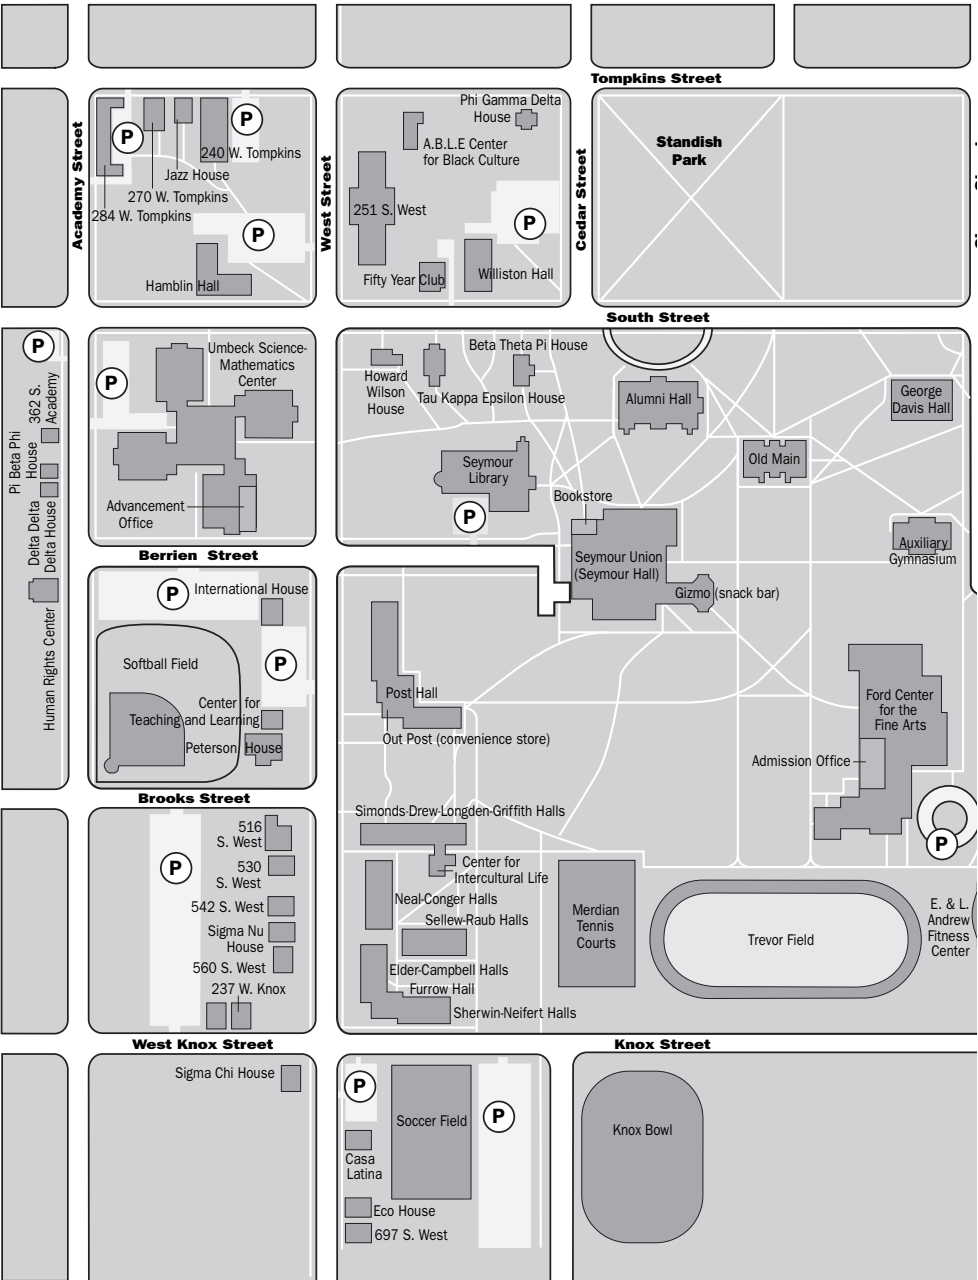 Tompkins Street
Academy Street
West Street
Cedar Street
P
P
240 W. Tompkins
Jazz House
270 W. Tompkins
284 W. Tompkins
P
Hamblin Hall
Phi Gamma Delta
House
A.B.L.E Center
for Black Culture
251 S. West
P
Fifty Year Club
Williston Hall
Standish
Park
South Street
P
362 S.
Academy
Pi Beta Phi
House
Delta Delta
Delta House
Human Rights Center
P
Umbeck Science-
Mathematics
Center
Advancement
Office
Berrien Street
Howard
Wilson
House
Tau Kappa Epsilon House
Beta Theta Pi House
Alumni Hall
George
Davis Hall
Old Main
Seymour
Library
P
Bookstore
Seymour Union
(Seymour Hall)
Gizmo (snack bar)
Auxiliary
Gymnasium
P
International House
Softball Field
P
Center for
Teaching and Learning
Peterson House
Post Hall
Out Post (convenience store)
Ford Center
for the
Fine Arts
Admission Office
P
Brooks Street
P
516
S. West
530
S. West
542 S. West
Sigma Nu
House
560 S. West
237 W. Knox
Simonds-Drew-Longden-Griffith Halls
Center for
Intercultural Life
Neal-Conger Halls
Sellew-Raub Halls
Elder-Campbell Halls
Furrow Hall
Sherwin-Neifert Halls
Merdian
Tennis
Courts
Trevor Field
E. & L.
Andrew
Fitness
Center
West Knox Street
Knox Street
Sigma Chi House
P
Soccer Field
P
Casa
Latina
Eco House
697 S. West
Knox Bowl